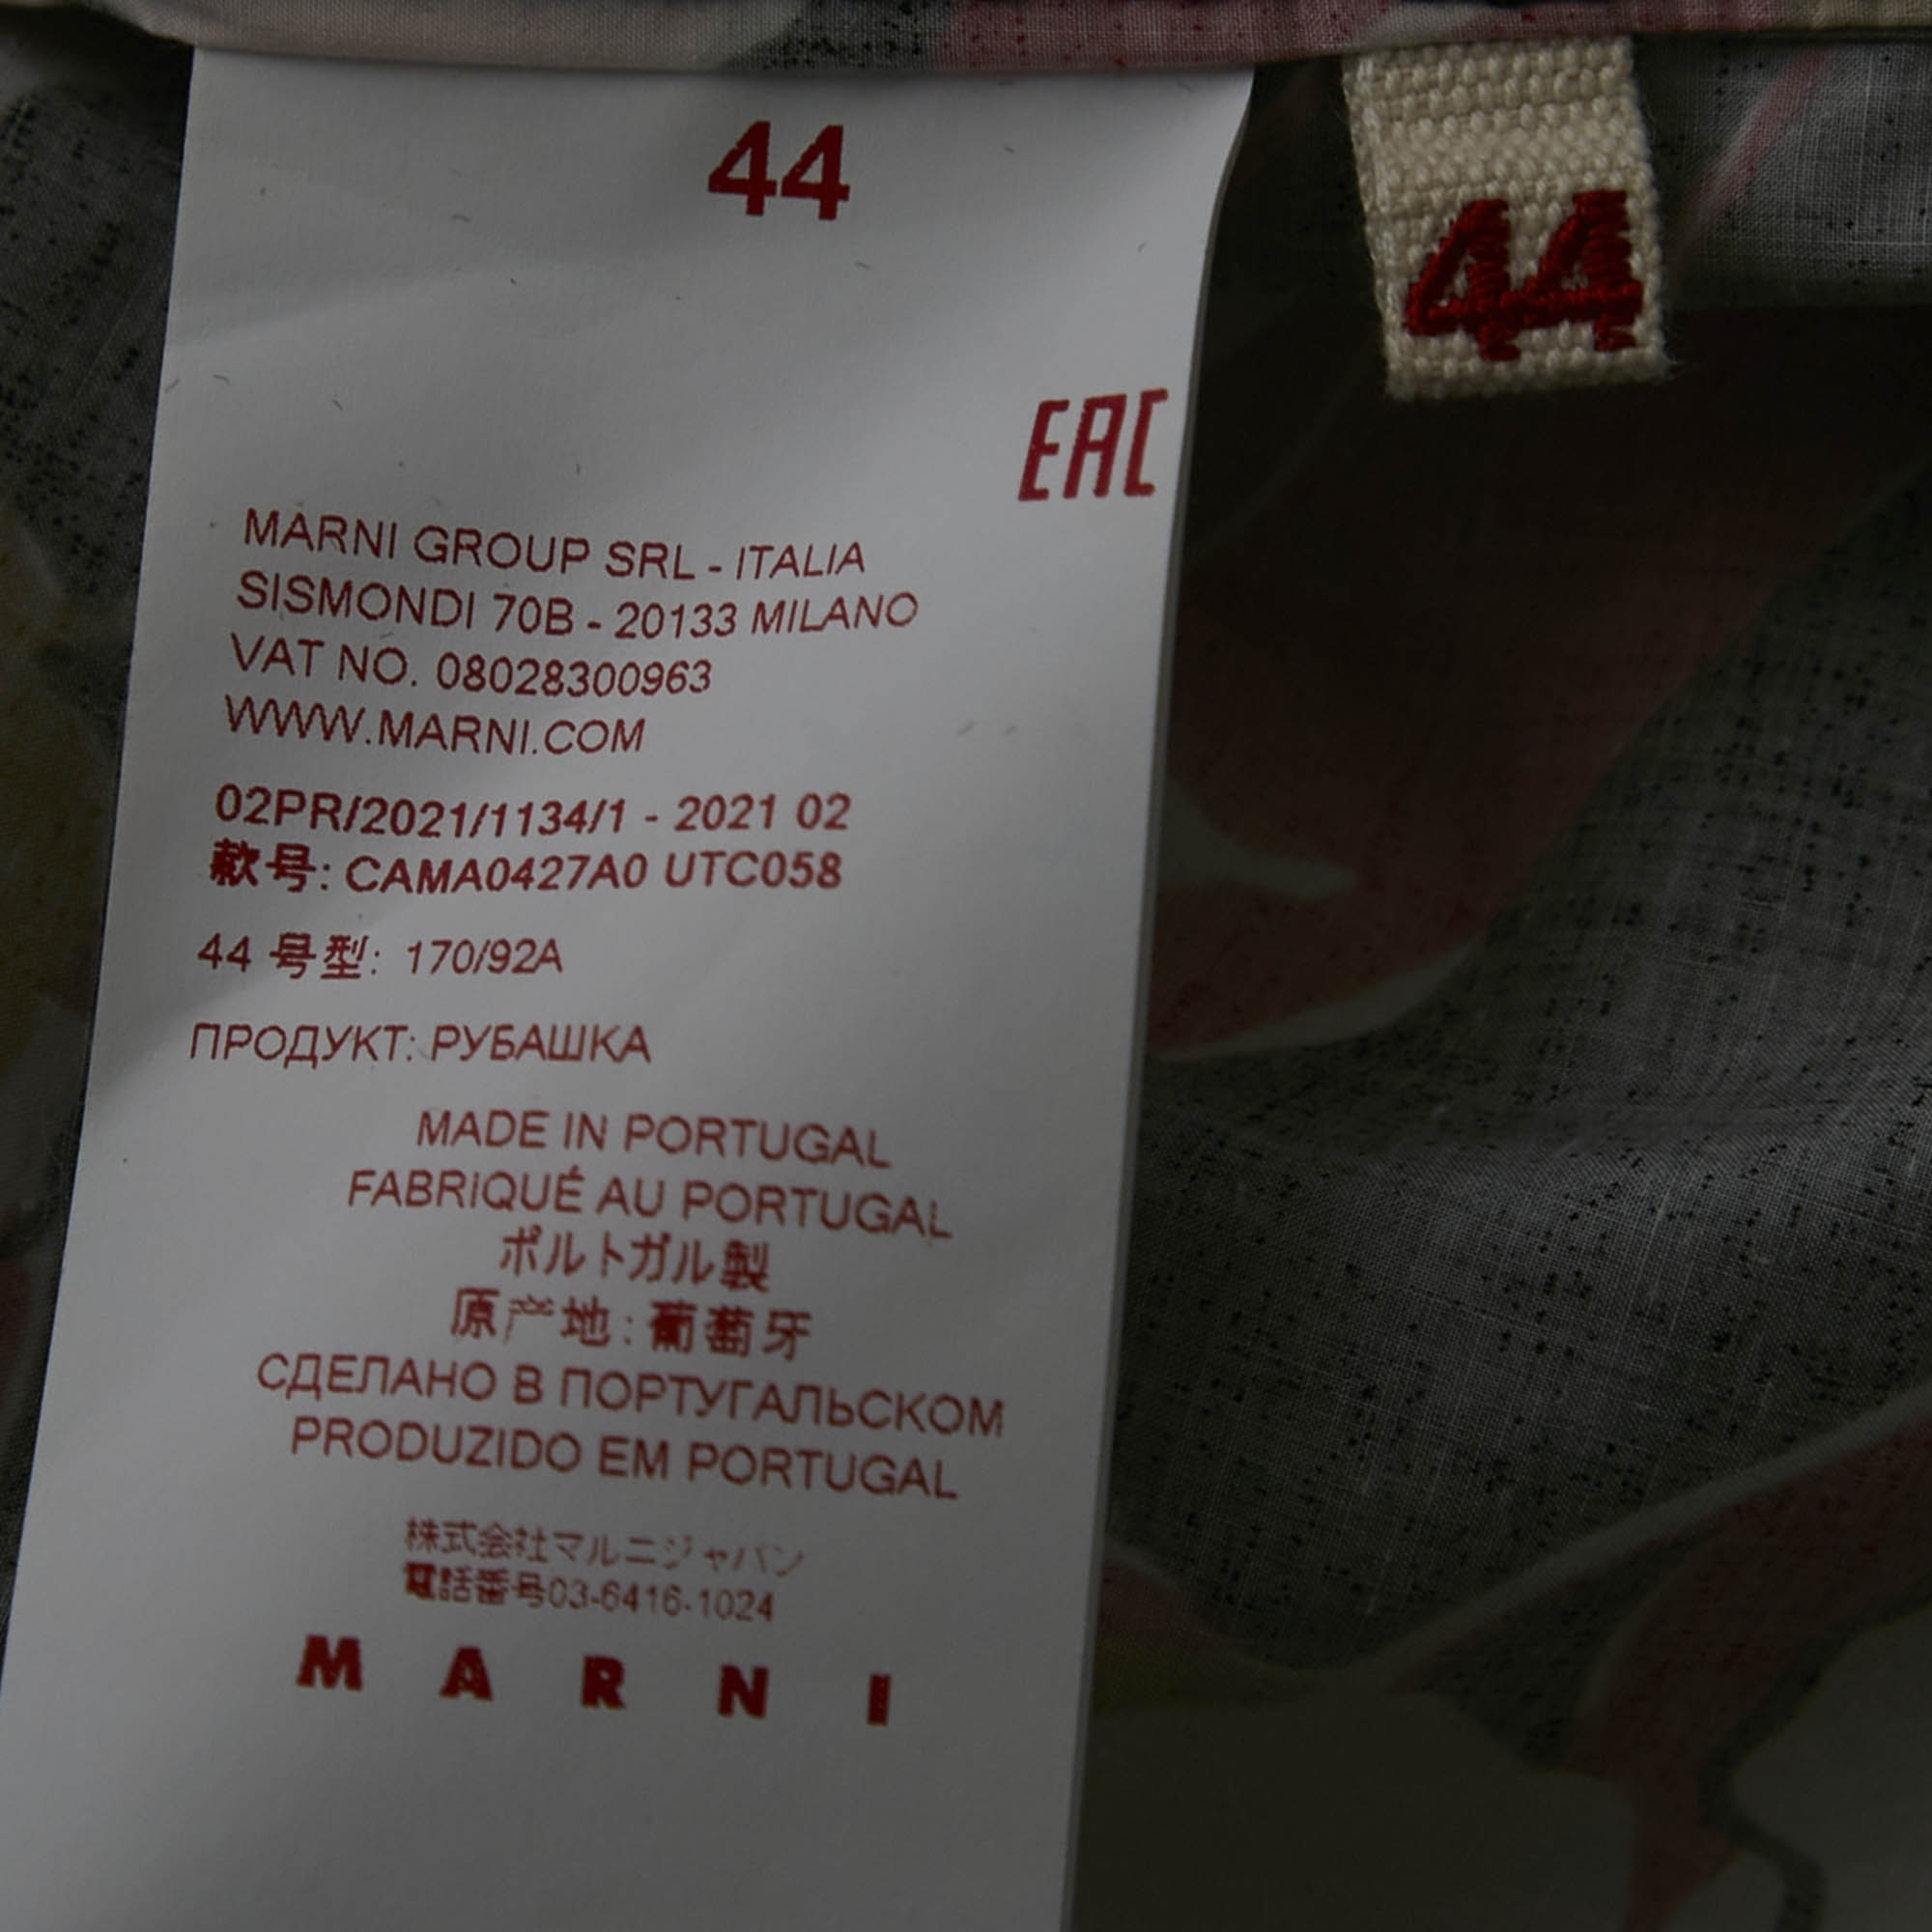 44
44
EAC
MARNI GROUP SRL - ITALIA
SISMONDI 70B - 20133 MILANO
VAT NO. 08028300963
WWW.MARNI.COM
02PR/2021/1134/1 - 2021 02
款号: CAMA0427A0 UTC058
44 号型: 170/92A
ПРОДУКТ: РУБАШКА
MADE IN PORTUGAL
FABRIQUÉ AU PORTUGAL
ポルトガル製
原产地: 葡萄牙
СДЕЛАНО В ПОРТУГАЛЬСКОМ
PRODUZIDO EM PORTUGAL
株式会社マルニジャパン
電話番号03-6416-1024
MARNI